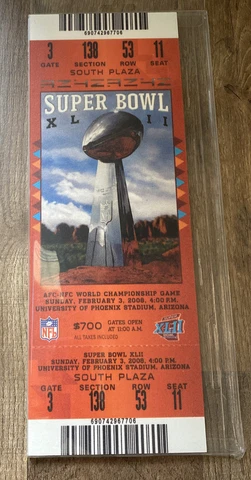 690742967706
3 138 53 11
GATE SECTION ROW SEAT
SOUTH PLAZA
SUPER BOWL
XLII
AFC-NFC WORLD CHAMPIONSHIP GAME
SUNDAY, FEBRUARY 3, 2008, 4:00 P.M.
UNIVERSITY OF PHOENIX STADIUM, ARIZONA
NFL
$700
ALL TAXES INCLUDED
GATES OPEN
AT 11:00 A.M.
XLII
SUPER BOWL XLII
SUNDAY, FEBRUARY 3, 2008, 4:00 P.M.
UNIVERSITY OF PHOENIX STADIUM, ARIZONA
SOUTH PLAZA
GATE SECTION ROW SEAT
3 138 53 11
690742967706